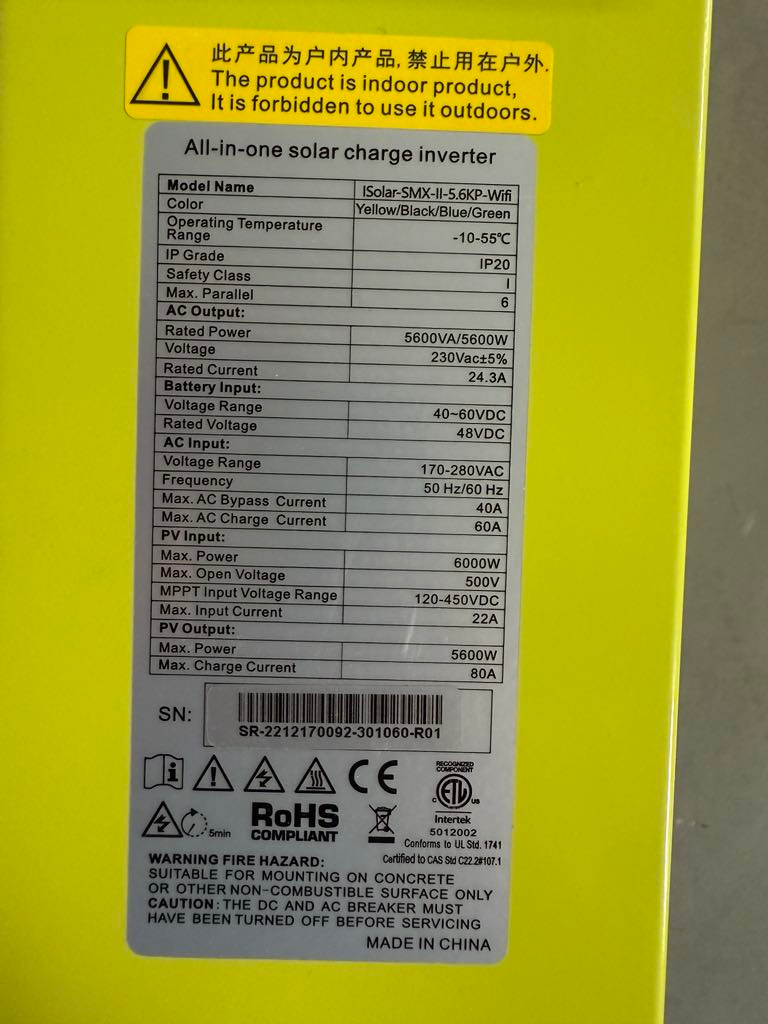 此产品为户内产品,禁止用在户外.
The product is indoor product,
It is forbidden to use it outdoors.
All-in-one solar charge inverter
Model Name ISolar-SMX-II-5.6KP-Wifi
Color Yellow/Black/Blue/Green
Operating Temperature
Range -10-55℃
IP Grade IP20
Safety Class I
Max. Parallel 6
AC Output:
Rated Power 5600VA/5600W
Voltage 230Vac±5%
Rated Current 24.3A
Battery Input:
Voltage Range 40~60VDC
Rated Voltage 48VDC
AC Input:
Voltage Range 170-280VAC
Frequency 50 Hz/60 Hz
Max. AC Bypass Current 40A
Max. AC Charge Current 60A
PV Input:
Max. Power 6000W
Max. Open Voltage 500V
MPPT Input Voltage Range 120-450VDC
Max. Input Current 22A
PV Output:
Max. Power 5600W
Max. Charge Current 80A
SN:
SR-2212170092-301060-R01
CE
RECOGNIZED
COMPONENT
C ETL US
Intertek
5012002
5min
RoHS
COMPLIANT
Conforms to UL Std. 1741
Certified to CAS Std C22.2#107.1
WARNING FIRE HAZARD:
SUITABLE FOR MOUNTING ON CONCRETE
OR OTHER NON-COMBUSTIBLE SURFACE ONLY
CAUTION:THE DC AND AC BREAKER MUST
HAVE BEEN TURNED OFF BEFORE SERVICING
MADE IN CHINA